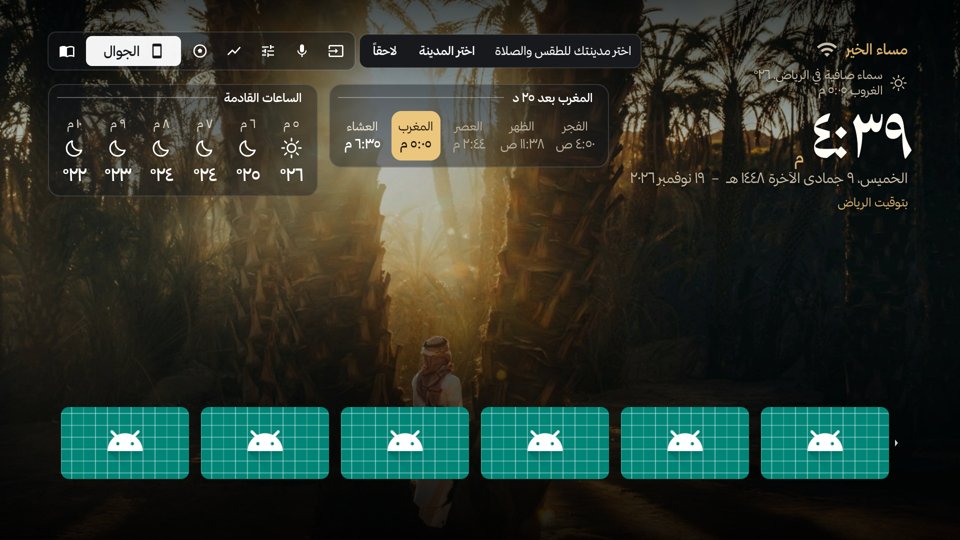 مساء الخير
سماء صافية في الرياض، ٢٦°
الغروب ٥:٠٥ م
٤:٣٩ م
الخميس، ٩ جمادى الآخرة ١٤٤٨ هـ – ١٩ نوفمبر ٢٠٢٦
بتوقيت الرياض
اختر مدينتك للطقس والصلاة اختر المدينة لاحقاً
الجوال
المغرب بعد ٢٥ د
الفجر الظهر العصر المغرب العشاء
٤:٤٠ ص ١١:٣٨ ص ٢:٤٤ م ٥:٠٥ م ٦:٣٥ م
الساعات القادمة
٥ م ٦ م ٧ م ٨ م ٩ م ١٠ م
٢٦° ٢٥° ٢٤° ٢٤° ٢٣° ٢٢°